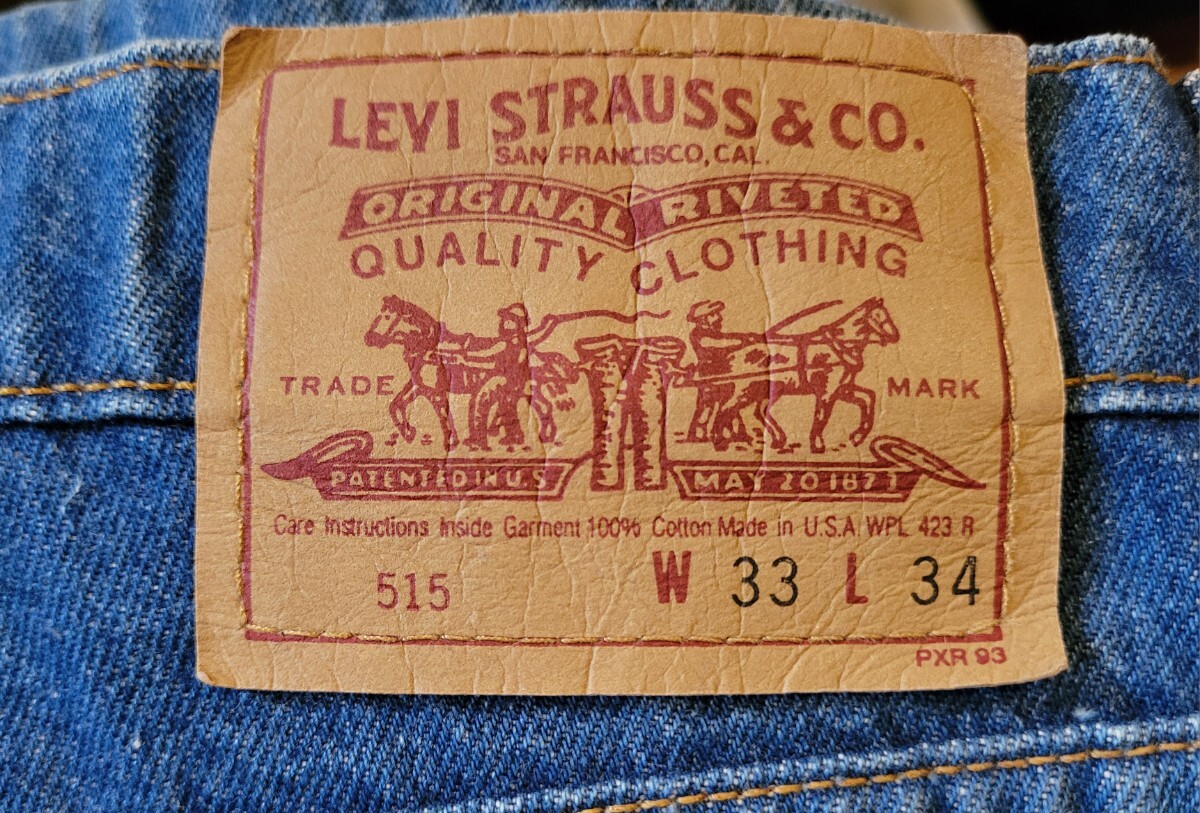 LEVI STRAUSS & CO.
SAN FRANCISCO, CAL.
ORIGINAL RIVETED
QUALITY CLOTHING
TRADE MARK
PATENTED IN U.S MAY 20 1871
Care Instructions Inside Garment 100% Cotton Made in U.S.A. WPL 423 R
515 W 33 L 34
PXR 93